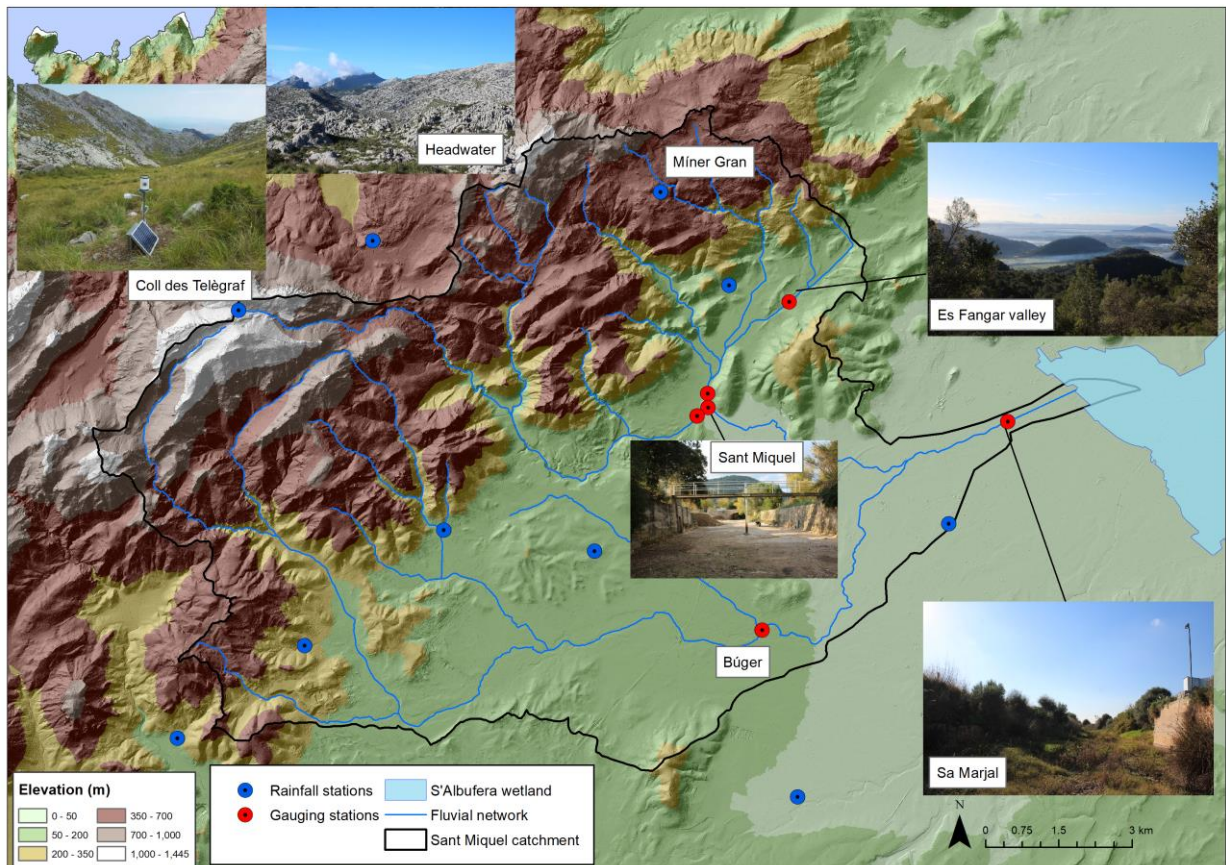 Headwater
Míner Gran
Coll des Telègraf
Es Fangar valley
Sant Miquel
Búger
Sa Marjal
Elevation (m)
0 - 50
50 - 200
200 - 350
350 - 700
700 - 1,000
1,000 - 1,445
Rainfall stations
Gauging stations
S'Albufera wetland
Fluvial network
Sant Miquel catchment
N
0 0.75 1.5 3 km